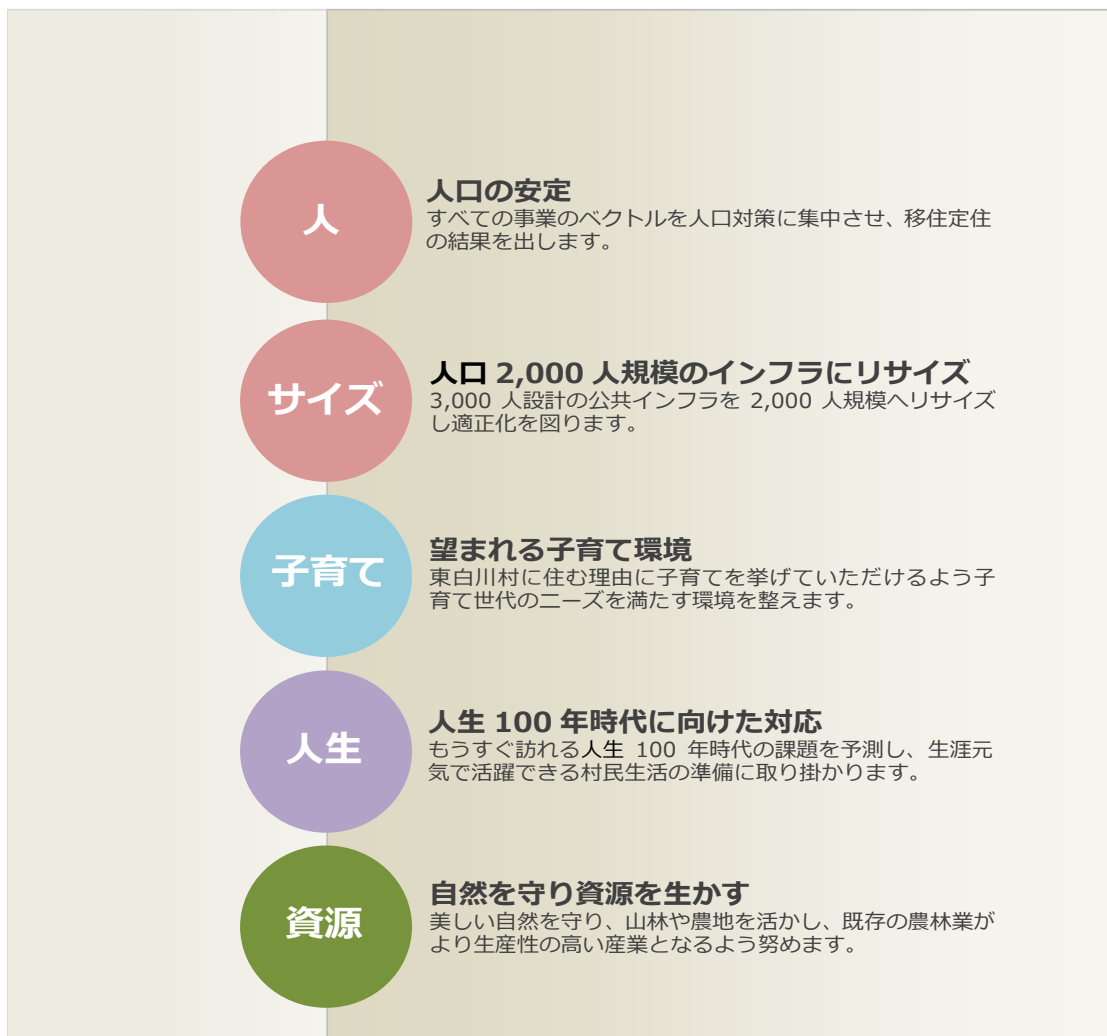 人
人口の安定
すべての事業のベクトルを人口対策に集中させ、移住定住
の結果を出します。
サイズ
人口 2,000 人規模のインフラにリサイズ
3,000 人設計の公共インフラを 2,000 人規模へリサイズ
し適正化を図ります。
子育て
望まれる子育て環境
東白川村に住む理由に子育てを挙げていただけるよう子
育て世代のニーズを満たす環境を整えます。
人生
人生 100 年時代に向けた対応
もうすぐ訪れる人生 100 年時代の課題を予測し、生涯元
気で活躍できる村民生活の準備に取り掛かります。
資源
自然を守り資源を生かす
美しい自然を守り、山林や農地を活かし、既存の農林業が
より生産性の高い産業となるよう努めます。